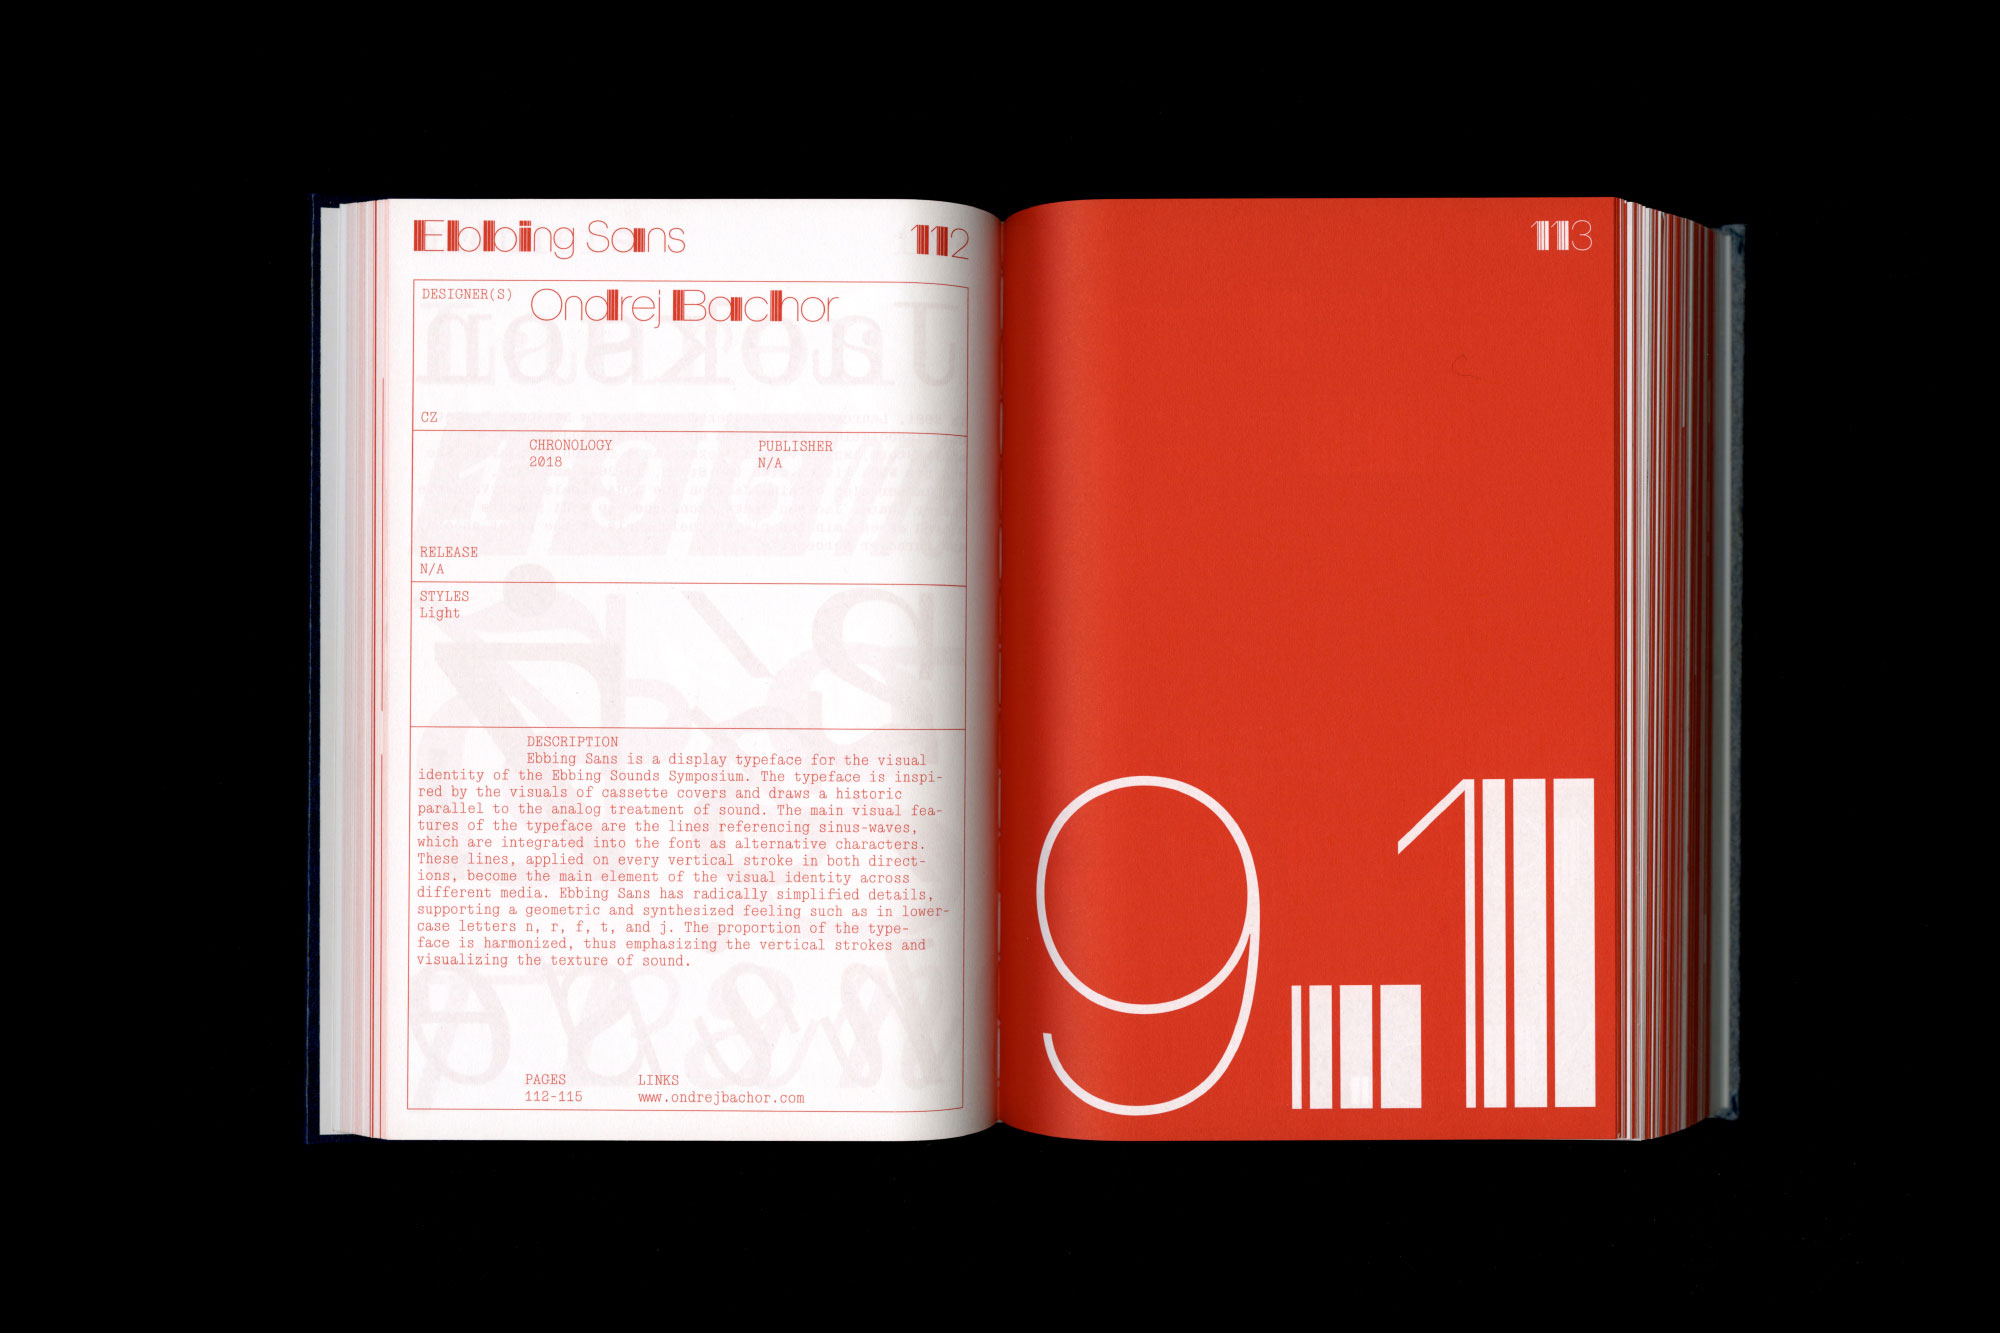 Ebbing Sans
112
DESIGNER(S)
Ondrej Bachor
CZ
CHRONOLOGY
2018
PUBLISHER
N/A
RELEASE
N/A
STYLES
Light
DESCRIPTION
Ebbing Sans is a display typeface for the visual
identity of the Ebbing Sounds Symposium. The typeface is inspi-
red by the visuals of cassette covers and draws a historic
parallel to the analog treatment of sound. The main visual fea-
tures of the typeface are the lines referencing sinus-waves,
which are integrated into the font as alternative characters.
These lines, applied on every vertical stroke in both direct-
ions, become the main element of the visual identity across
different media. Ebbing Sans has radically simplified details,
supporting a geometric and synthesized feeling such as in lower-
case letters n, r, f, t, and j. The proportion of the type-
face is harmonized, thus emphasizing the vertical strokes and
visualizing the texture of sound.
PAGES
112-115
LINKS
www.ondrejbachor.com
113
9.1